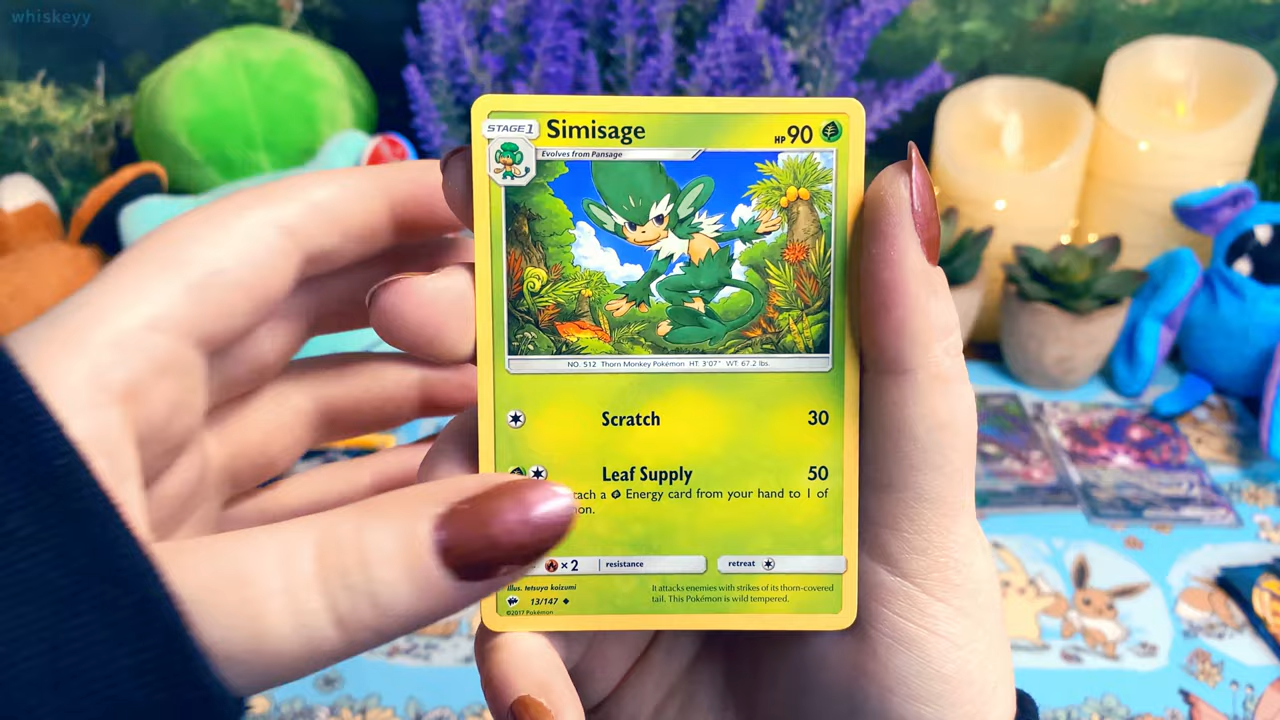 whiskeyy
STAGE 1 Simisage HP 90
Evolves from Pansage
NO. 512 Thorn Monkey Pokémon HT 3'07" WT 67.2 lbs.
Scratch 30
Leaf Supply 50
Energy card from your hand to 1 of
× 2 resistance retreat
Illus. tetsuya koizumi
It attacks enemies with strikes of its thorn-covered
tail. This Pokémon is wild tempered.
13/147
©2017 Pokémon